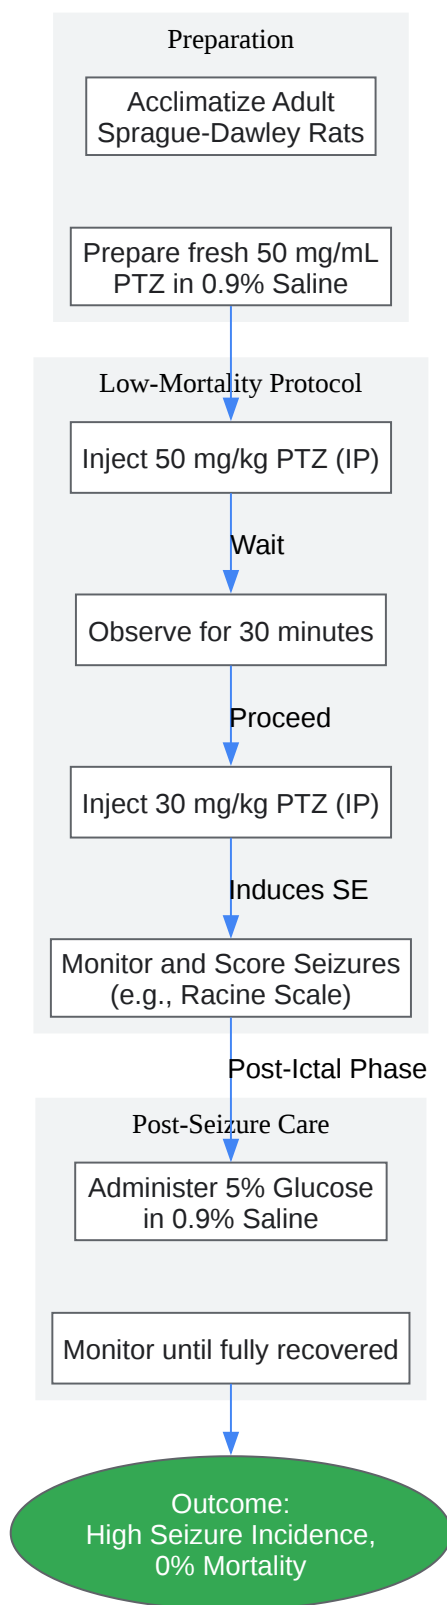 Preparation
Acclimatize Adult
Sprague-Dawley Rats
Prepare fresh 50 mg/mL
PTZ in 0.9% Saline
Low-Mortality Protocol
Inject 50 mg/kg PTZ (IP)
Wait
Observe for 30 minutes
Proceed
Inject 30 mg/kg PTZ (IP)
Induces SE
Monitor and Score Seizures
(e.g., Racine Scale)
Post-Ictal Phase
Post-Seizure Care
Administer 5% Glucose
in 0.9% Saline
Monitor until fully recovered
Outcome:
High Seizure Incidence,
0% Mortality